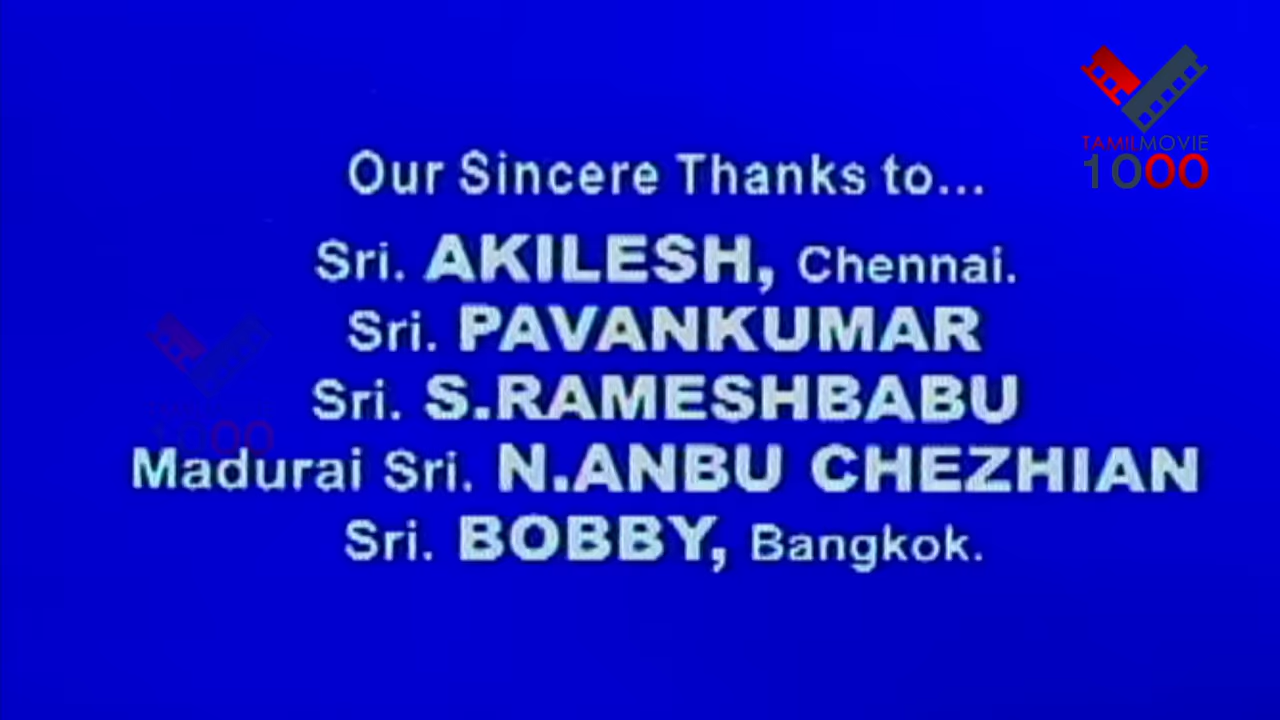 TAMILMOVIE
1000
Our Sincere Thanks to...
Sri. AKILESH, Chennai.
Sri. PAVANKUMAR
Sri. S.RAMESHBABU
Madurai Sri. N.ANBU CHEZHIAN
Sri. BOBBY, Bangkok.
1000